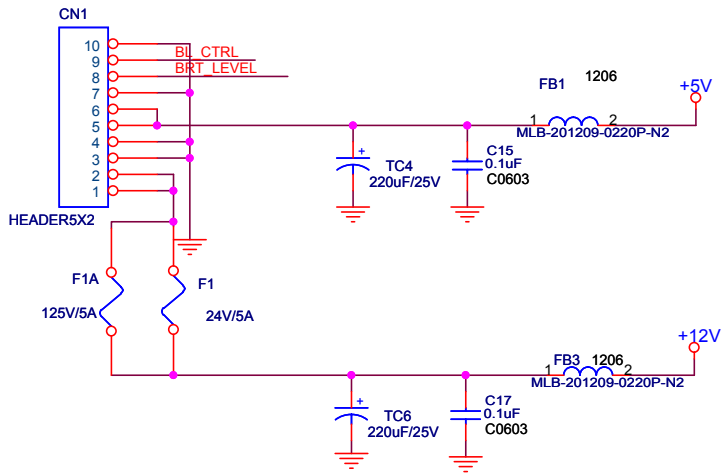 CN1
10
9
8
7
6
5
4
3
2
1
BL_CTRL
BRT_LEVEL
HEADER5X2
FB1
1206
+5V
1
2
MLB-201209-0220P-N2
+
TC4
220uF/25V
C15
0.1uF
C0603
F1A
125V/5A
F1
24V/5A
+12V
FB3
1206
1
2
MLB-201209-0220P-N2
+
TC6
220uF/25V
C17
0.1uF
C0603